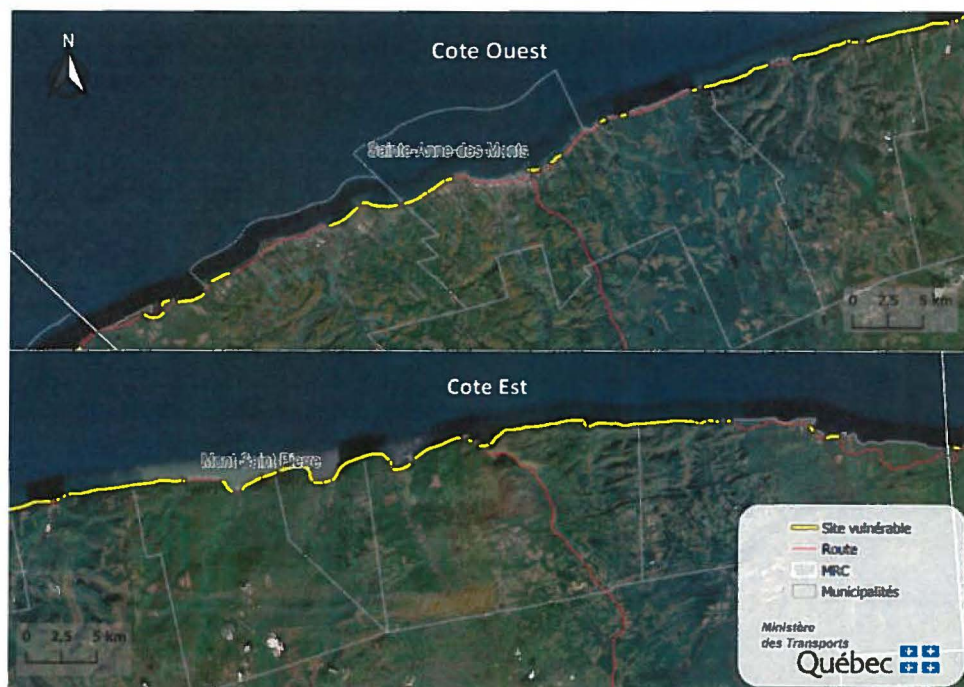 N
Cote Ouest
Sainte-Anne-des-Monts
0 2,5 5 km
Cote Est
Mont-Saint-Pierre
0 2,5 5 km
Site vulnérable
Route
MRC
Municipalités
Ministère
des Transports
Québec